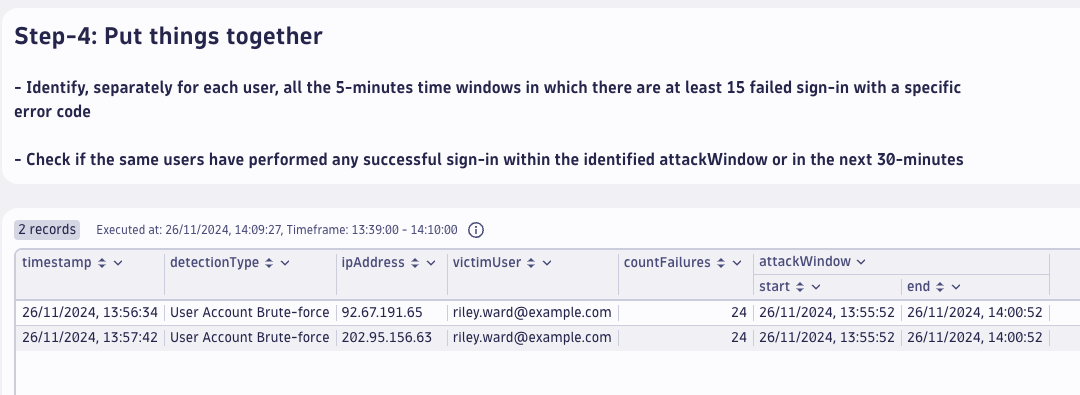 Step-4: Put things together
- Identify, separately for each user, all the 5-minutes time windows in which there are at least 15 failed sign-in with a specific
error code
- Check if the same users have performed any successful sign-in within the identified attackWindow or in the next 30-minutes
2 records Executed at: 26/11/2024, 14:09:27, Timeframe: 13:39:00 - 14:10:00
timestamp detectionType ipAddress victimUser countFailures attackWindow
start end
26/11/2024, 13:56:34 User Account Brute-force 92.67.191.65 riley.ward@example.com 24 26/11/2024, 13:55:52 26/11/2024, 14:00:52
26/11/2024, 13:57:42 User Account Brute-force 202.95.156.63 riley.ward@example.com 24 26/11/2024, 13:55:52 26/11/2024, 14:00:52